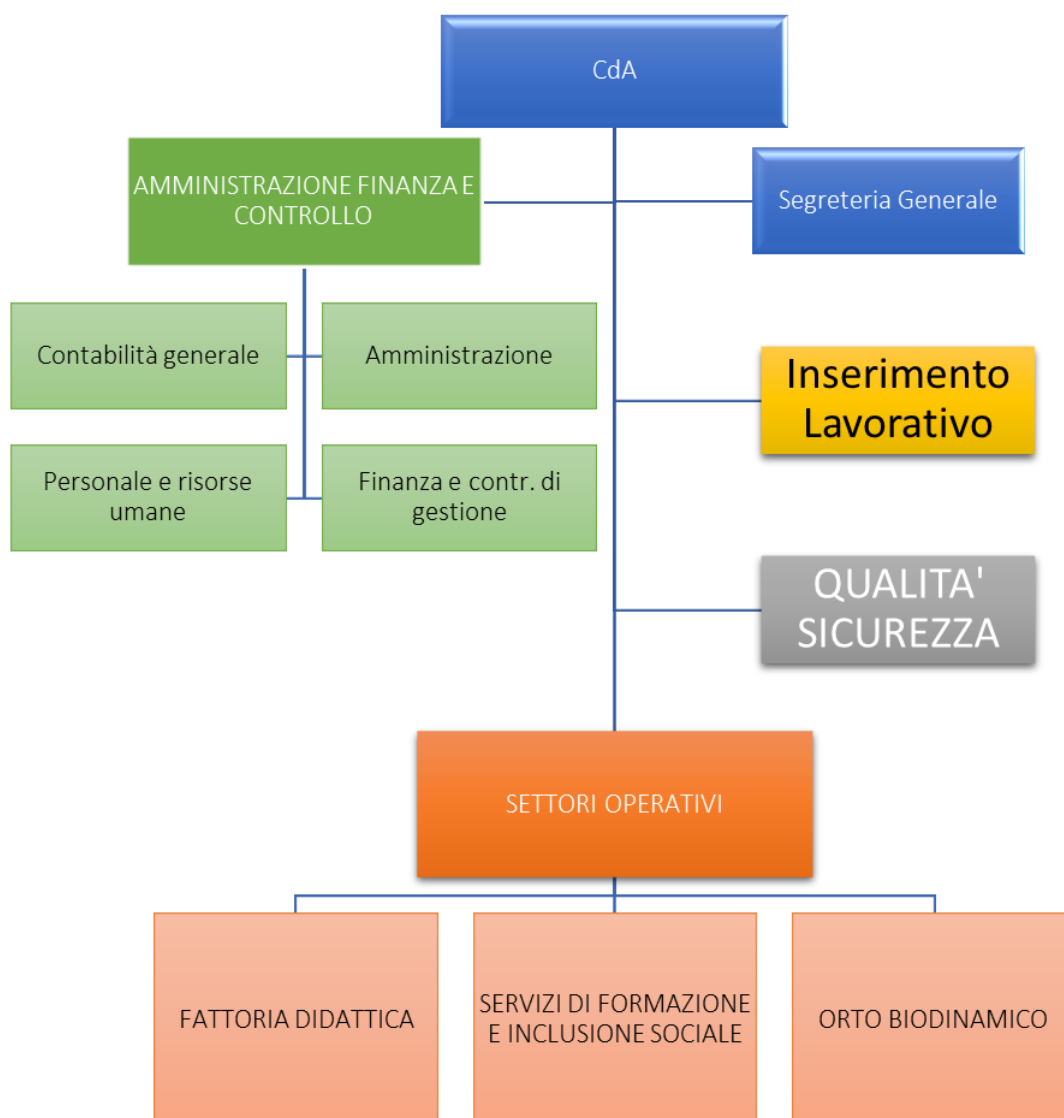 CdA
AMMINISTRAZIONE FINANZA E
CONTROLLO
Segreteria Generale
Contabilità generale
Amministrazione
Inserimento
Lavorativo
Personale e risorse
umane
Finanza e contr. di
gestione
QUALITA'
SICUREZZA
SETTORI OPERATIVI
FATTORIA DIDATTICA
SERVIZI DI FORMAZIONE
E INCLUSIONE SOCIALE
ORTO BIODINAMICO